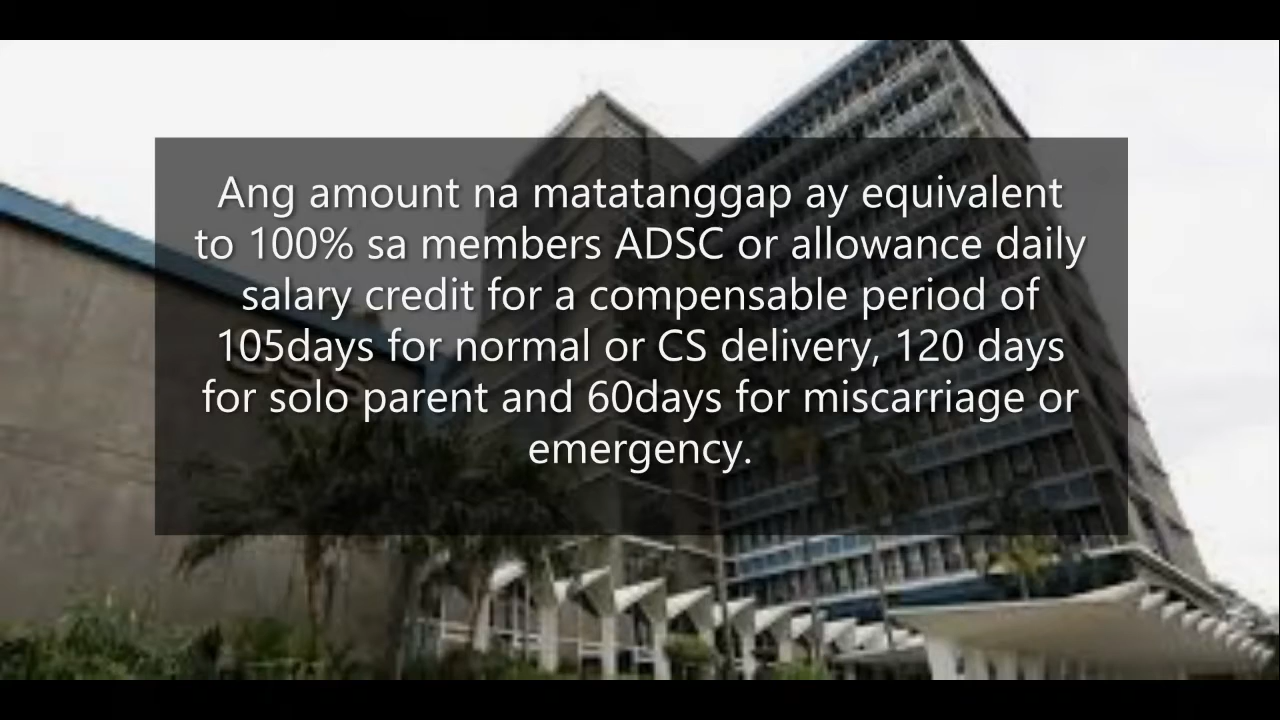 Ang amount na matatanggap ay equivalent
to 100% sa members ADSC or allowance daily
salary credit for a compensable period of
105days for normal or CS delivery, 120 days
for solo parent and 60days for miscarriage or
emergency.